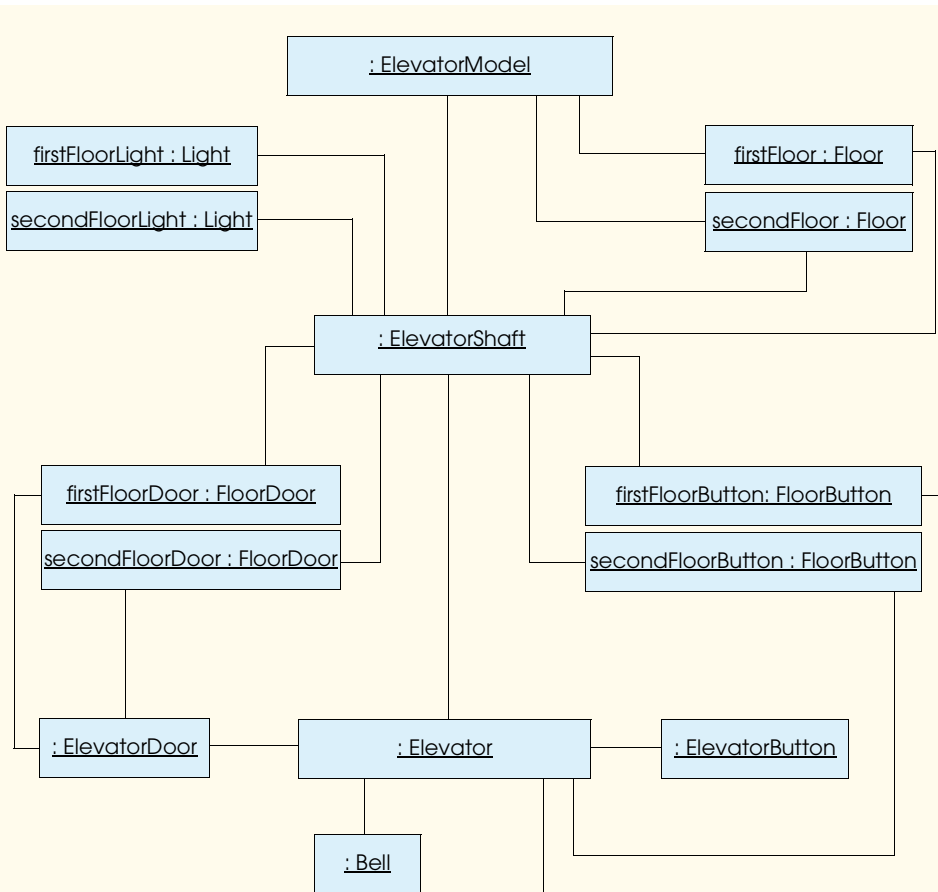 : ElevatorModel
firstFloorLight : Light
firstFloor : Floor
secondFloorLight : Light
secondFloor : Floor
: ElevatorShaft
firstFloorDoor : FloorDoor
firstFloorButton: FloorButton
secondFloorDoor : FloorDoor
secondFloorButton : FloorButton
: ElevatorDoor
: Elevator
: ElevatorButton
: Bell